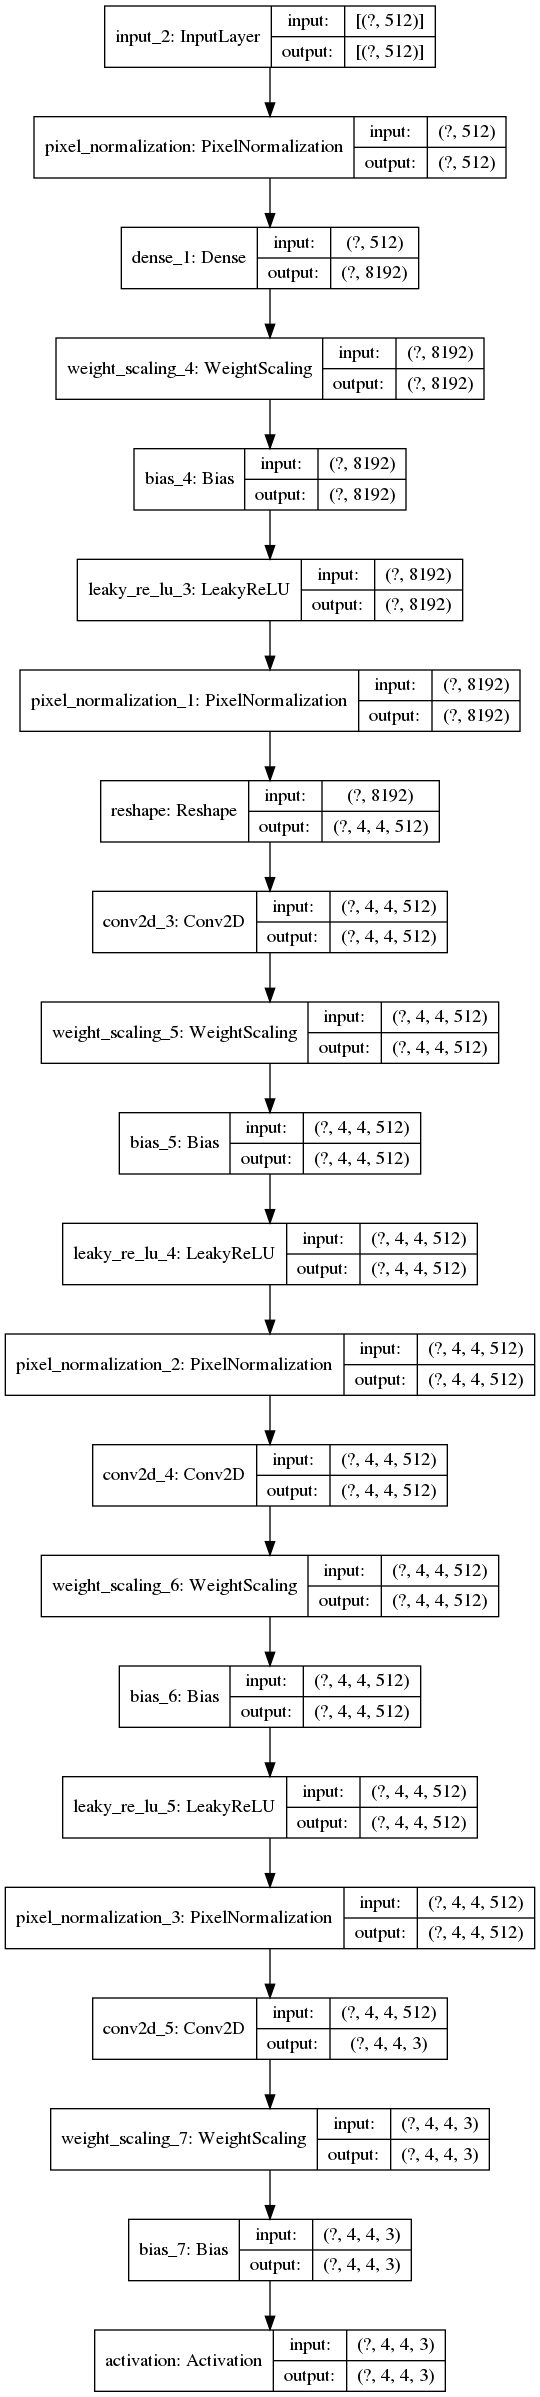 input_2: InputLayer
input: [(?, 512)]
output: [(?, 512)]
pixel_normalization: PixelNormalization
input: (?, 512)
output: (?, 512)
dense_1: Dense
input: (?, 512)
output: (?, 8192)
weight_scaling_4: WeightScaling
input: (?, 8192)
output: (?, 8192)
bias_4: Bias
input: (?, 8192)
output: (?, 8192)
leaky_re_lu_3: LeakyReLU
input: (?, 8192)
output: (?, 8192)
pixel_normalization_1: PixelNormalization
input: (?, 8192)
output: (?, 8192)
reshape: Reshape
input: (?, 8192)
output: (?, 4, 4, 512)
conv2d_3: Conv2D
input: (?, 4, 4, 512)
output: (?, 4, 4, 512)
weight_scaling_5: WeightScaling
input: (?, 4, 4, 512)
output: (?, 4, 4, 512)
bias_5: Bias
input: (?, 4, 4, 512)
output: (?, 4, 4, 512)
leaky_re_lu_4: LeakyReLU
input: (?, 4, 4, 512)
output: (?, 4, 4, 512)
pixel_normalization_2: PixelNormalization
input: (?, 4, 4, 512)
output: (?, 4, 4, 512)
conv2d_4: Conv2D
input: (?, 4, 4, 512)
output: (?, 4, 4, 512)
weight_scaling_6: WeightScaling
input: (?, 4, 4, 512)
output: (?, 4, 4, 512)
bias_6: Bias
input: (?, 4, 4, 512)
output: (?, 4, 4, 512)
leaky_re_lu_5: LeakyReLU
input: (?, 4, 4, 512)
output: (?, 4, 4, 512)
pixel_normalization_3: PixelNormalization
input: (?, 4, 4, 512)
output: (?, 4, 4, 512)
conv2d_5: Conv2D
input: (?, 4, 4, 512)
output: (?, 4, 4, 3)
weight_scaling_7: WeightScaling
input: (?, 4, 4, 3)
output: (?, 4, 4, 3)
bias_7: Bias
input: (?, 4, 4, 3)
output: (?, 4, 4, 3)
activation: Activation
input: (?, 4, 4, 3)
output: (?, 4, 4, 3)